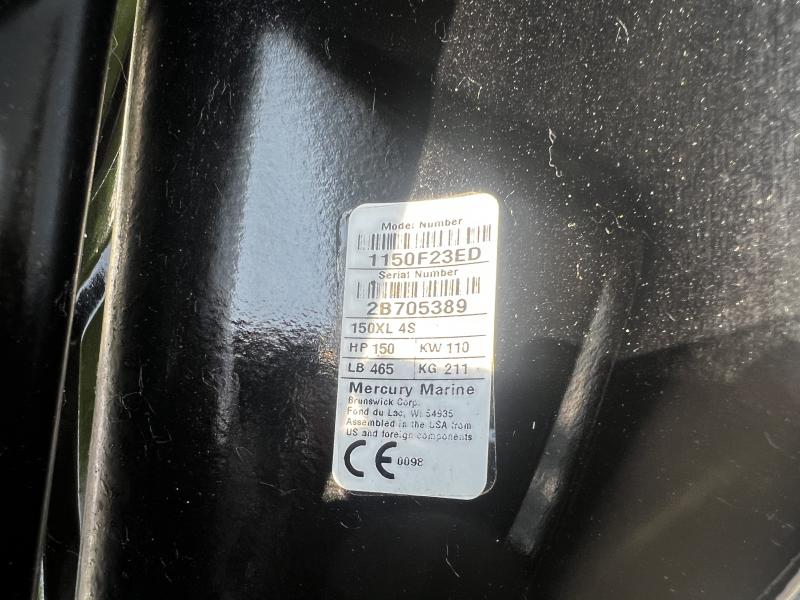 Model Number
1150F23ED
Serial Number
2B705389
150XL 4S
HP 150 KW 110
LB 465 KG 211
Mercury Marine
Brunswick Corp.
Fond du Lac, WI 54935
Assembled in the USA from
US and foreign components
CE 0098